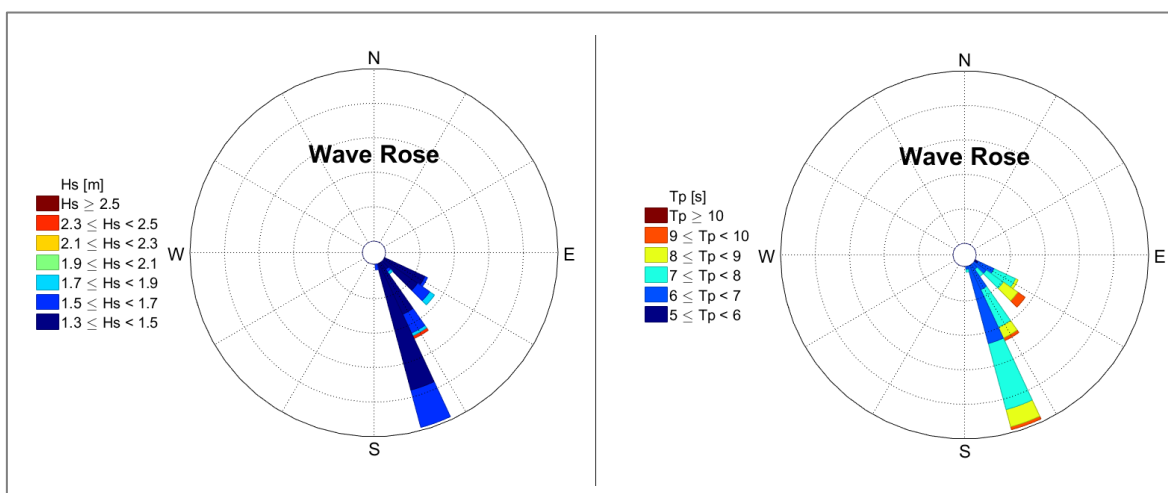 N
Wave Rose
Hs [m]
Hs ≥ 2.5
2.3 ≤ Hs < 2.5
2.1 ≤ Hs < 2.3
1.9 ≤ Hs < 2.1
1.7 ≤ Hs < 1.9
1.5 ≤ Hs < 1.7
1.3 ≤ Hs < 1.5
W
E
S
N
Wave Rose
Tp [s]
Tp ≥ 10
9 ≤ Tp < 10
8 ≤ Tp < 9
7 ≤ Tp < 8
6 ≤ Tp < 7
5 ≤ Tp < 6
W
E
S